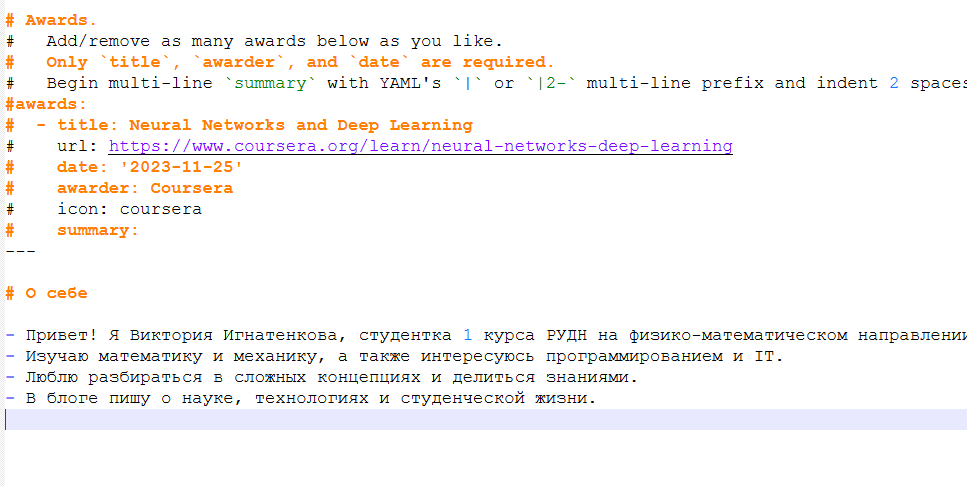 # Awards.
#   Add/remove as many awards below as you like.
#   Only `title`, `awarder`, and `date` are required.
#   Begin multi-line `summary` with YAML's `|` or `|2-` multi-line prefix and indent 2 spaces
#awards:
#  - title: Neural Networks and Deep Learning
#    url: https://www.coursera.org/learn/neural-networks-deep-learning
#    date: '2023-11-25'
#    awarder: Coursera
#    icon: coursera
#    summary:
---
# О себе
- Привет! Я Виктория Игнатенкова, студентка 1 курса РУДН на физико-математическом направлении
- Изучаю математику и механику, а также интересуюсь программированием и IT.
- Люблю разбираться в сложных концепциях и делиться знаниями.
- В блоге пишу о науке, технологиях и студенческой жизни.